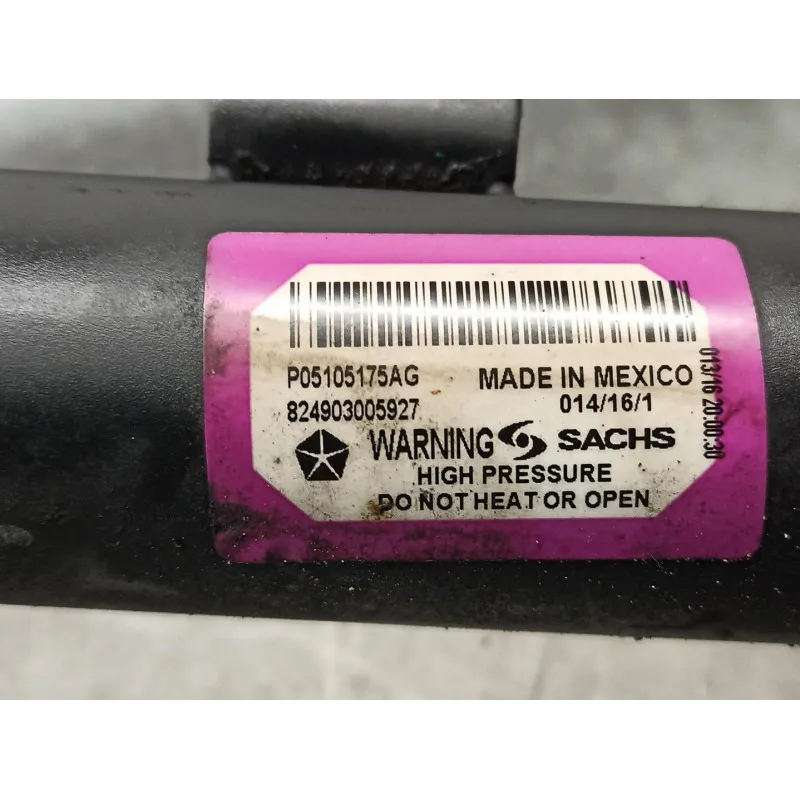 P05105175AG MADE IN MEXICO
824903005927 014/16/1
WARNING SACHS
HIGH PRESSURE
DO NOT HEAT OR OPEN
013/16 20:00:30